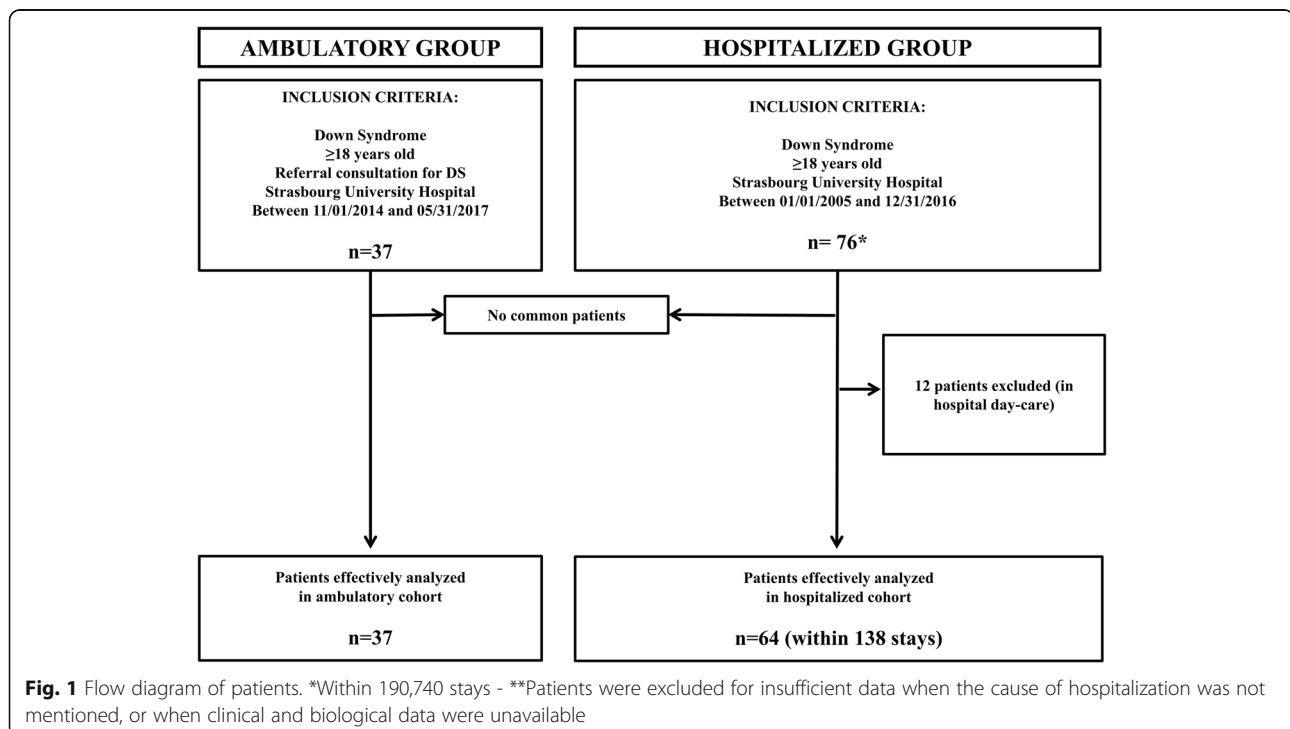 AMBULATORY GROUP
INCLUSION CRITERIA:
Down Syndrome
≥18 years old
Referral consultation for DS
Strasbourg University Hospital
Between 11/01/2014 and 05/31/2017
n=37
HOSPITALIZED GROUP
INCLUSION CRITERIA:
Down Syndrome
≥18 years old
Strasbourg University Hospital
Between 01/01/2005 and 12/31/2016
n= 76*
No common patients
12 patients excluded (in
hospital day-care)
Patients effectively analyzed
in ambulatory cohort
n=37
Patients effectively analyzed
in hospitalized cohort
n=64 (within 138 stays)
Fig. 1 Flow diagram of patients. *Within 190,740 stays - **Patients were excluded for insufficient data when the cause of hospitalization was not
mentioned, or when clinical and biological data were unavailable